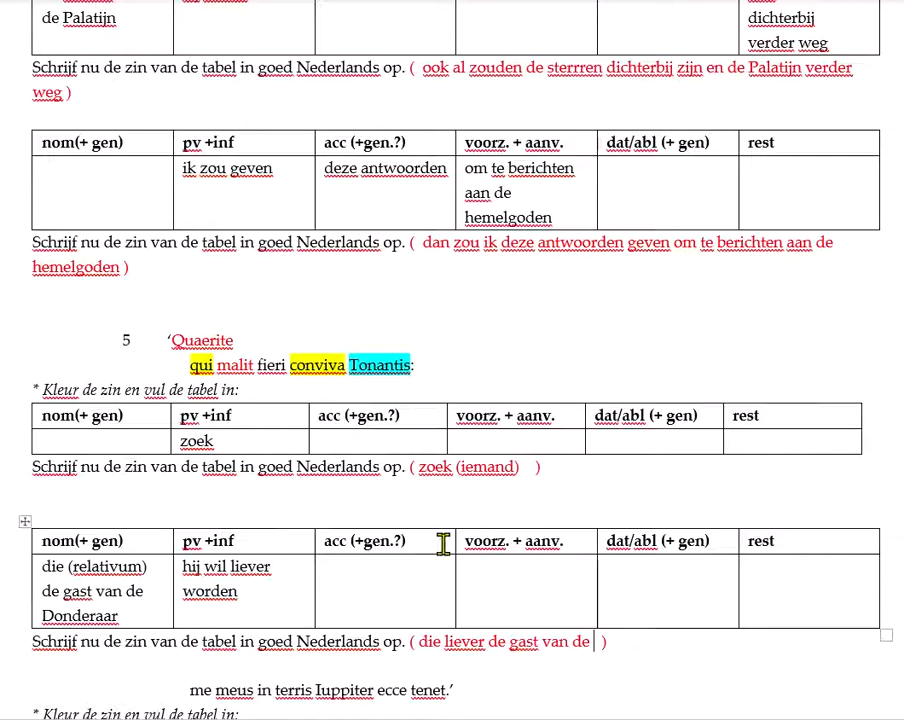 de Palatijn
dichterbij
verder weg
Schrijf nu de zin van de tabel in goed Nederlands op. ( ook al zouden de sterrren dichterbij zijn en de Palatijn verder
weg )
nom(+ gen) pv +inf acc (+gen.?) voorz. + aanv. dat/abl (+ gen) rest
ik zou geven deze antwoorden om te berichten
aan de
hemelgoden
Schrijf nu de zin van de tabel in goed Nederlands op. ( dan zou ik deze antwoorden geven om te berichten aan de
hemelgoden )
5 ‘Quaerite
qui malit fieri conviva Tonantis:
* Kleur de zin en vul de tabel in:
nom(+ gen) pv +inf acc (+gen.?) voorz. + aanv. dat/abl (+ gen) rest
zoek
Schrijf nu de zin van de tabel in goed Nederlands op. ( zoek (iemand) )
nom(+ gen) pv +inf acc (+gen.?) voorz. + aanv. dat/abl (+ gen) rest
die (relativum) hij wil liever
de gast van de worden
Donderaar
Schrijf nu de zin van de tabel in goed Nederlands op. ( die liever de gast van de )
me meus in terris Iuppiter ecce tenet.’
* Kleur de zin en vul de tabel in: